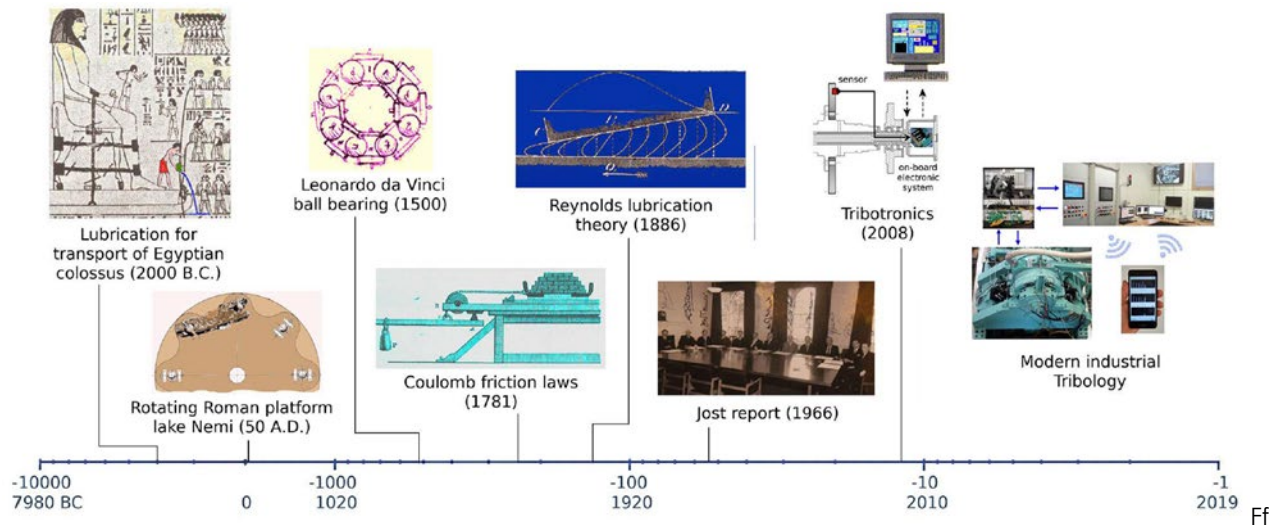 sensor
on-board
electronic
system
Leonardo da Vinci
ball bearing (1500)
Reynolds lubrication
theory (1886)
Tribotronics
(2008)
Lubrication for
transport of Egyptian
colossus (2000 B.C.)
Coulomb friction laws
(1781)
Modern industrial
Tribology
Rotating Roman platform
lake Nemi (50 A.D.)
Jost report (1966)
-10000 -1000 -100 -10 -1
7980 BC 0 1020 1920 2010 2019
Ff